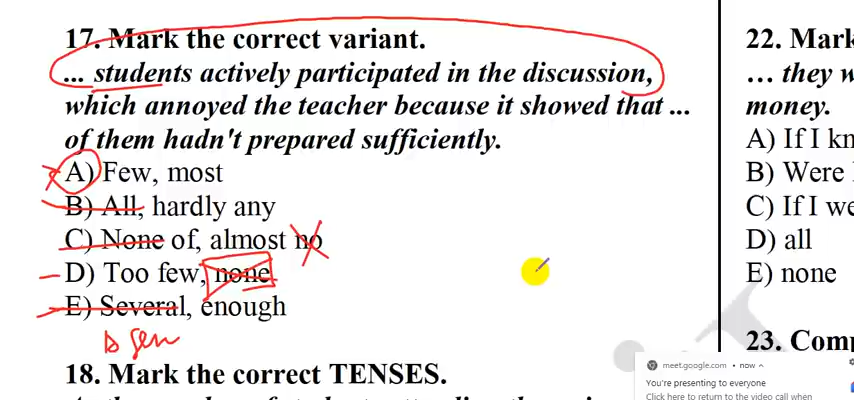 17. Mark the correct variant.
... students actively participated in the discussion,
which annoyed the teacher because it showed that ...
of them hadn't prepared sufficiently.
A) Few, most
B) All, hardly any
C) None of, almost no
D) Too few, none
E) Several, enough
18. Mark the correct TENSES.
22. Mark
… they w
money.
A) If I kn
B) Were
C) If I we
D) all
E) none
23. Com
meet.google.com • now
You're presenting to everyone
Click here to return to the video call when